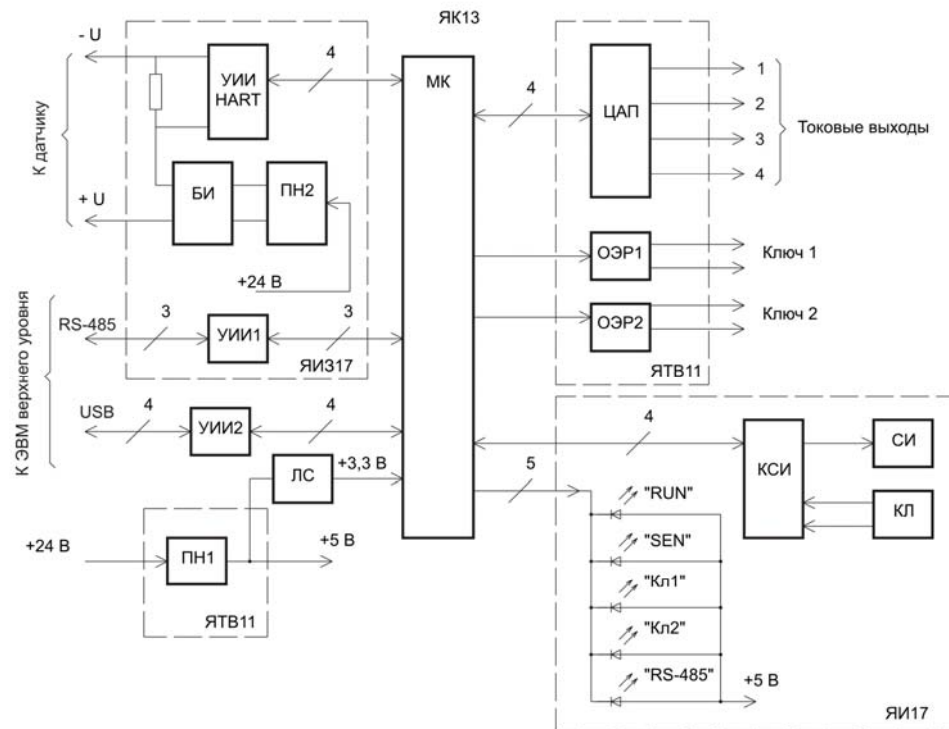 ЯК13
- U
К датчику
+ U
УИИ
HART
4
БИ
ПН2
+24 В
К ЭВМ верхнего уровня
RS-485
3
УИИ1
3
ЯИЗ17
USB
4
УИИ2
4
ЛС
+3,3 В
+24 В
ПН1
+5 В
ЯТВ11
МК
4
ЦАП
1
2
3
4
Токовые выходы
ОЭР1
Ключ 1
ОЭР2
Ключ 2
ЯТВ11
4
КСИ
СИ
КЛ
5
"RUN"
"SEN"
"Кл1"
"Кл2"
"RS-485"
+5 В
ЯИ17